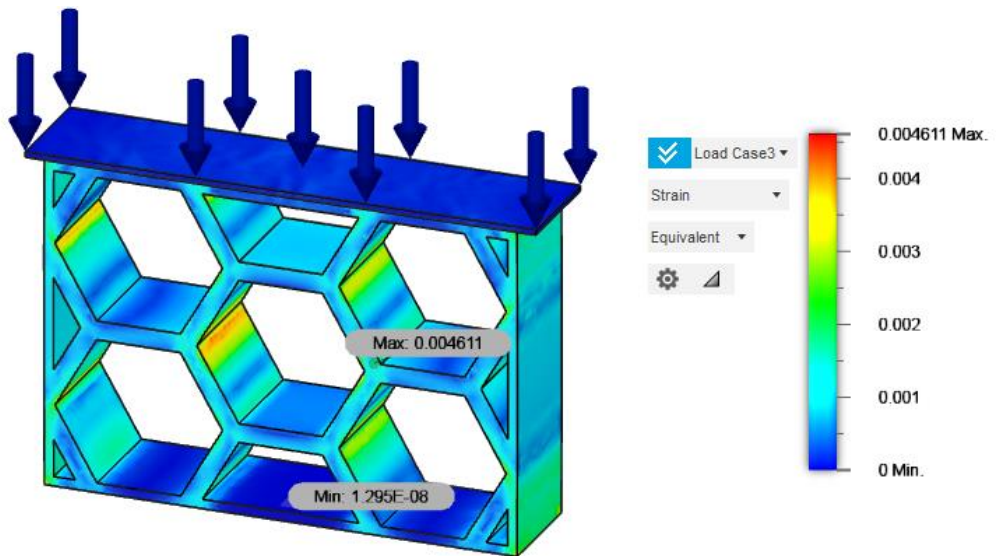 Load Case3
Strain
Equivalent
0.004611 Max.
0.004
0.003
0.002
0.001
0 Min.
Max: 0.004611
Min: 1.295E-08